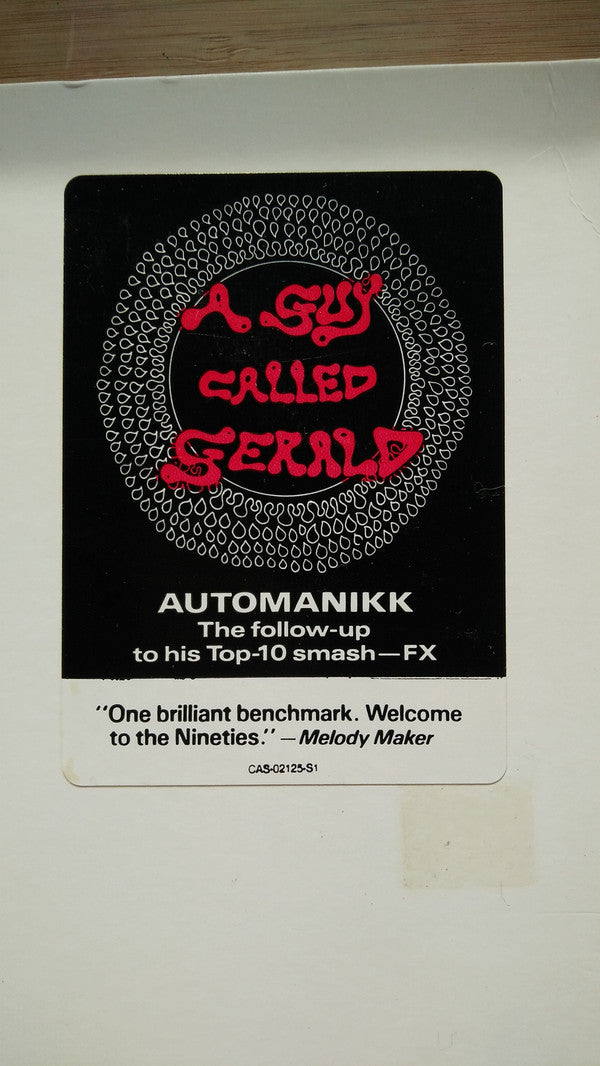 A GUY
CALLED
GERALD
AUTOMANIKK
The follow-up
to his Top-10 smash—FX
"One brilliant benchmark. Welcome
to the Nineties." —Melody Maker
CAS-02125-S1